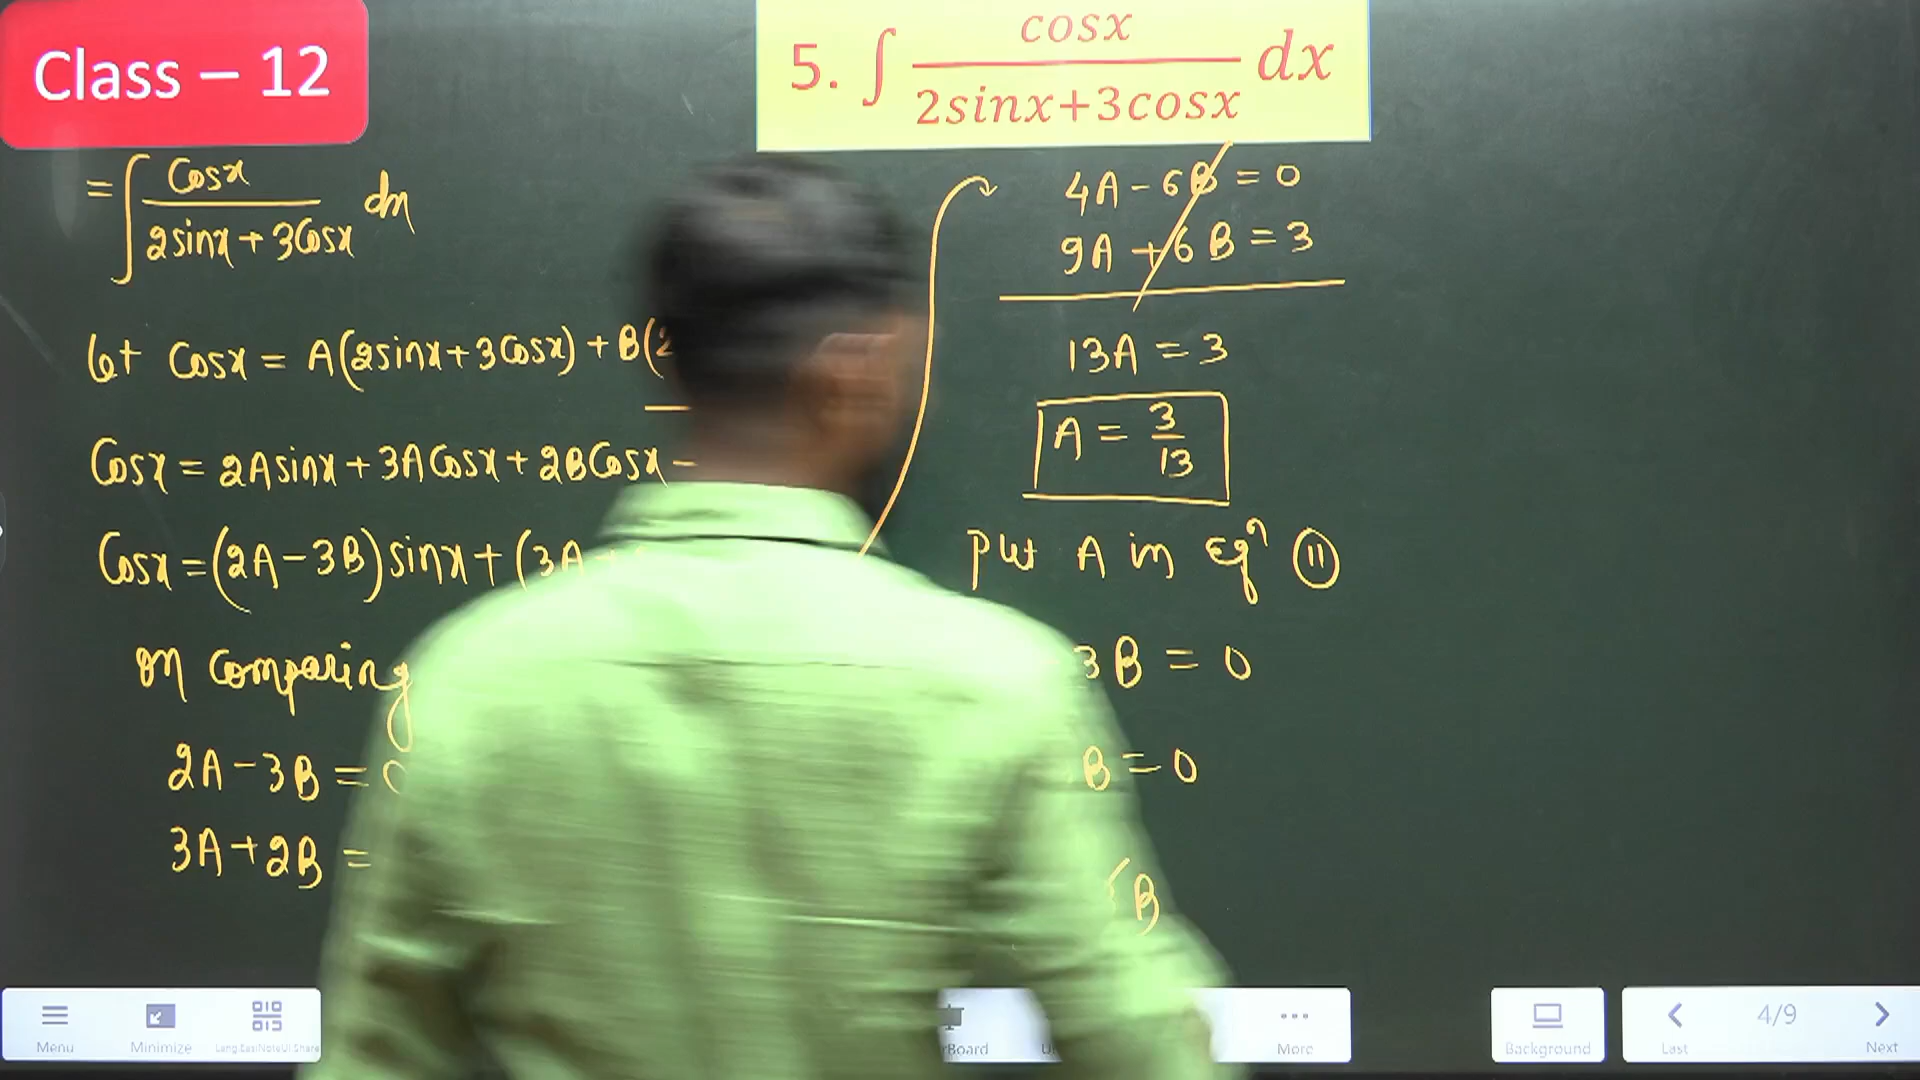 Class – 12
5. ∫ cosx / 2sinx+3cosx dx
= ∫ Cosx / 2sinx + 3Cosx dx
let Cosx = A(2sinx+3Cosx) + B(2
Cosx = 2Asinx + 3ACosx + 2BCosx –
Cosx = (2A–3B)sinx + (3A
on comparing
2A – 3B = 0
3A + 2B =
4A – 6B = 0
9A + 6B = 3
13A = 3
A = 3/13
put A in Eqn (11)
3B = 0
B = 0
B
Menu
Minimize
Board
More
Background
Last
4/9
Next